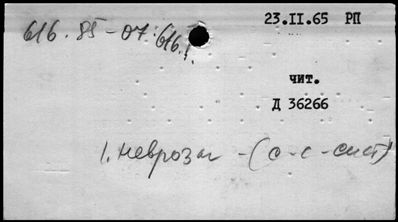 23.II.65 РП
616.85-07:616.1
чит.
Д 36266
1. неврозы - (с-с-сист)